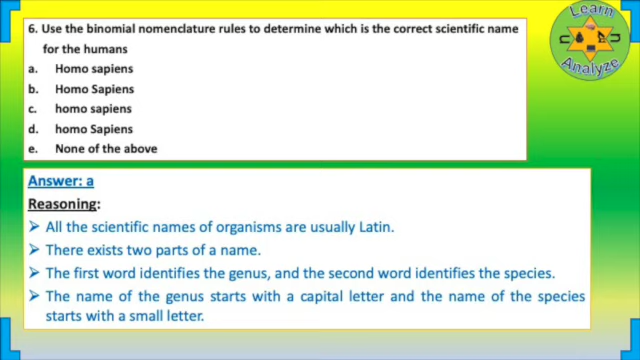 6. Use the binomial nomenclature rules to determine which is the correct scientific name
for the humans
a. Homo sapiens
b. Homo Sapiens
c. homo sapiens
d. homo Sapiens
e. None of the above
Learn
Analyze
Answer: a
Reasoning:
➢ All the scientific names of organisms are usually Latin.
➢ There exists two parts of a name.
➢ The first word identifies the genus, and the second word identifies the species.
➢ The name of the genus starts with a capital letter and the name of the species
starts with a small letter.